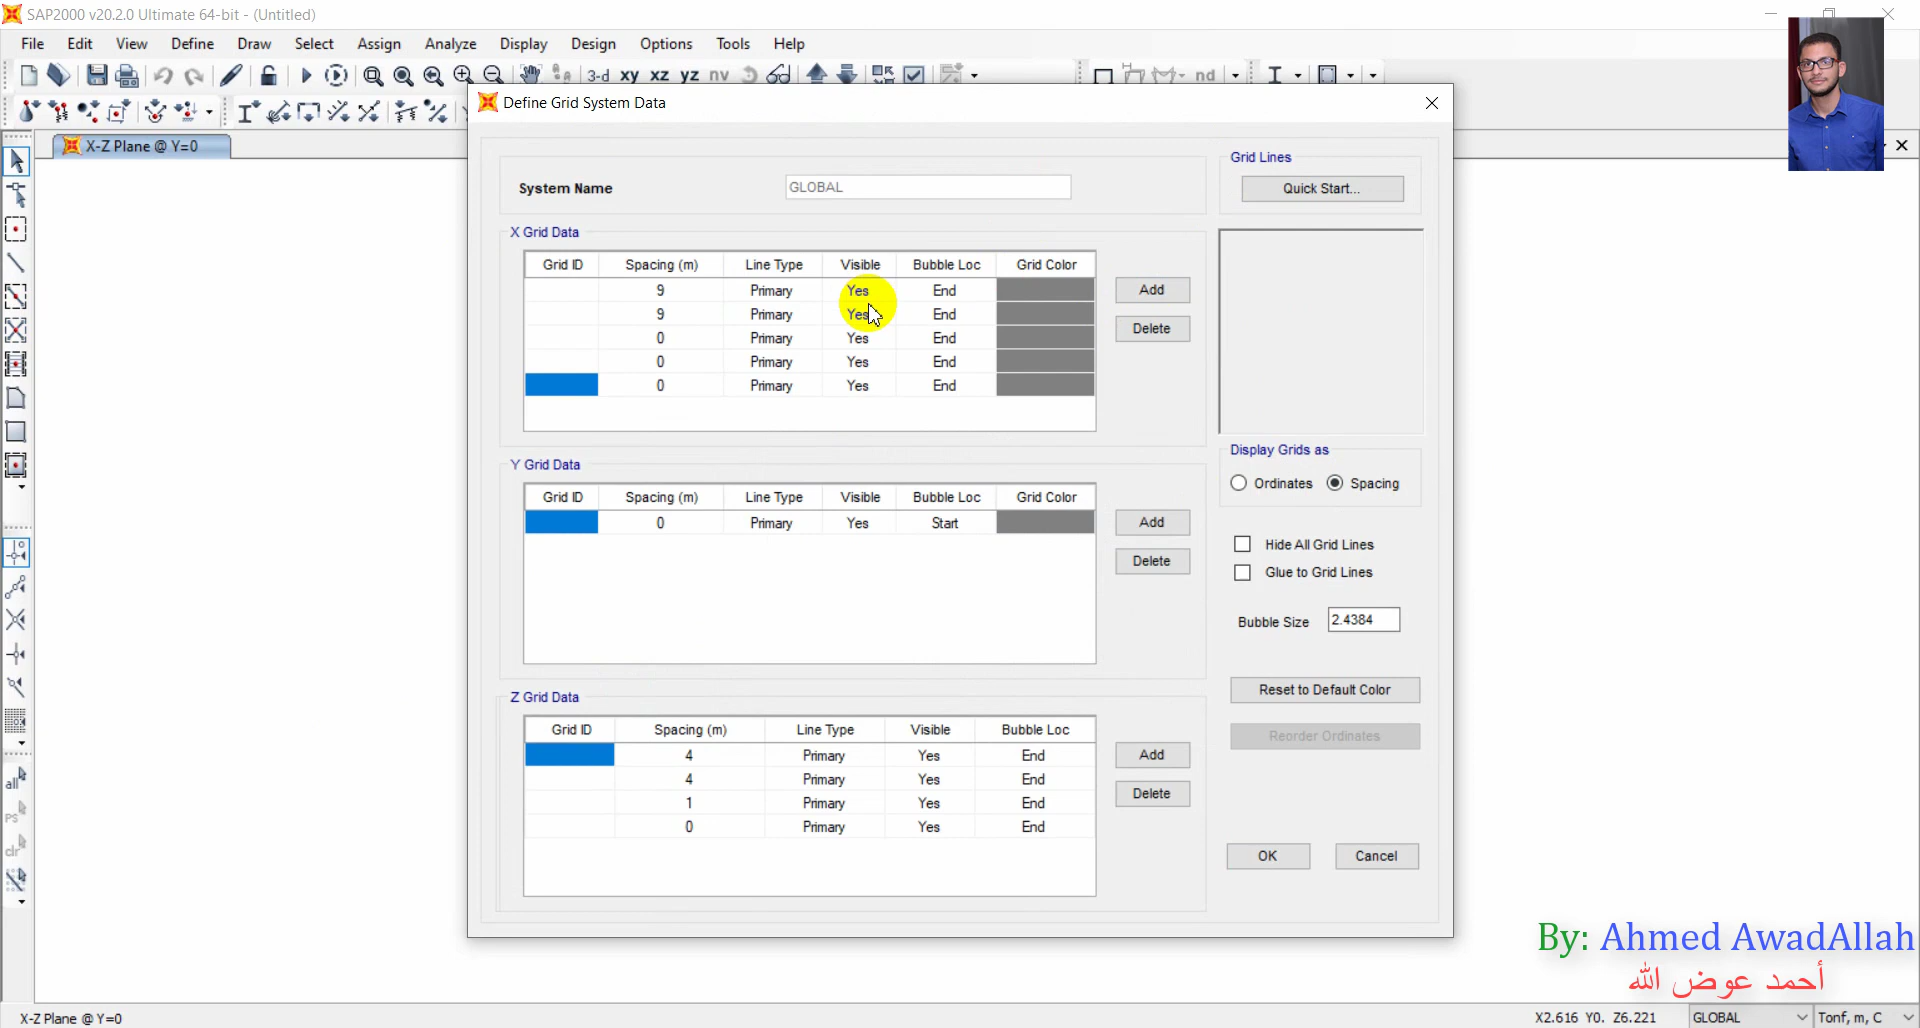 SAP2000 v20.2.0 Ultimate 64-bit - (Untitled)
File Edit View Define Draw Select Assign Analyze Display Design Options Tools Help
3-d xy xz yz nv nd
X-Z Plane @ Y=0
Define Grid System Data
System Name GLOBAL
Grid Lines
Quick Start...
X Grid Data
Grid ID Spacing (m) Line Type Visible Bubble Loc Grid Color
9 Primary Yes End
9 Primary Yes End
0 Primary Yes End
0 Primary Yes End
0 Primary Yes End
Add
Delete
Y Grid Data
Grid ID Spacing (m) Line Type Visible Bubble Loc Grid Color
0 Primary Yes Start
Add
Delete
Z Grid Data
Grid ID Spacing (m) Line Type Visible Bubble Loc
4 Primary Yes End
4 Primary Yes End
1 Primary Yes End
0 Primary Yes End
Add
Delete
Display Grids as
Ordinates Spacing
Hide All Grid Lines
Glue to Grid Lines
Bubble Size 2.4384
Reset to Default Color
Reorder Ordinates
OK Cancel
all
ps
clr
By: Ahmed AwadAllah
أحمد عوض الله
X-Z Plane @ Y=0 X2.616 Y0. Z6.221 GLOBAL Tonf, m, C